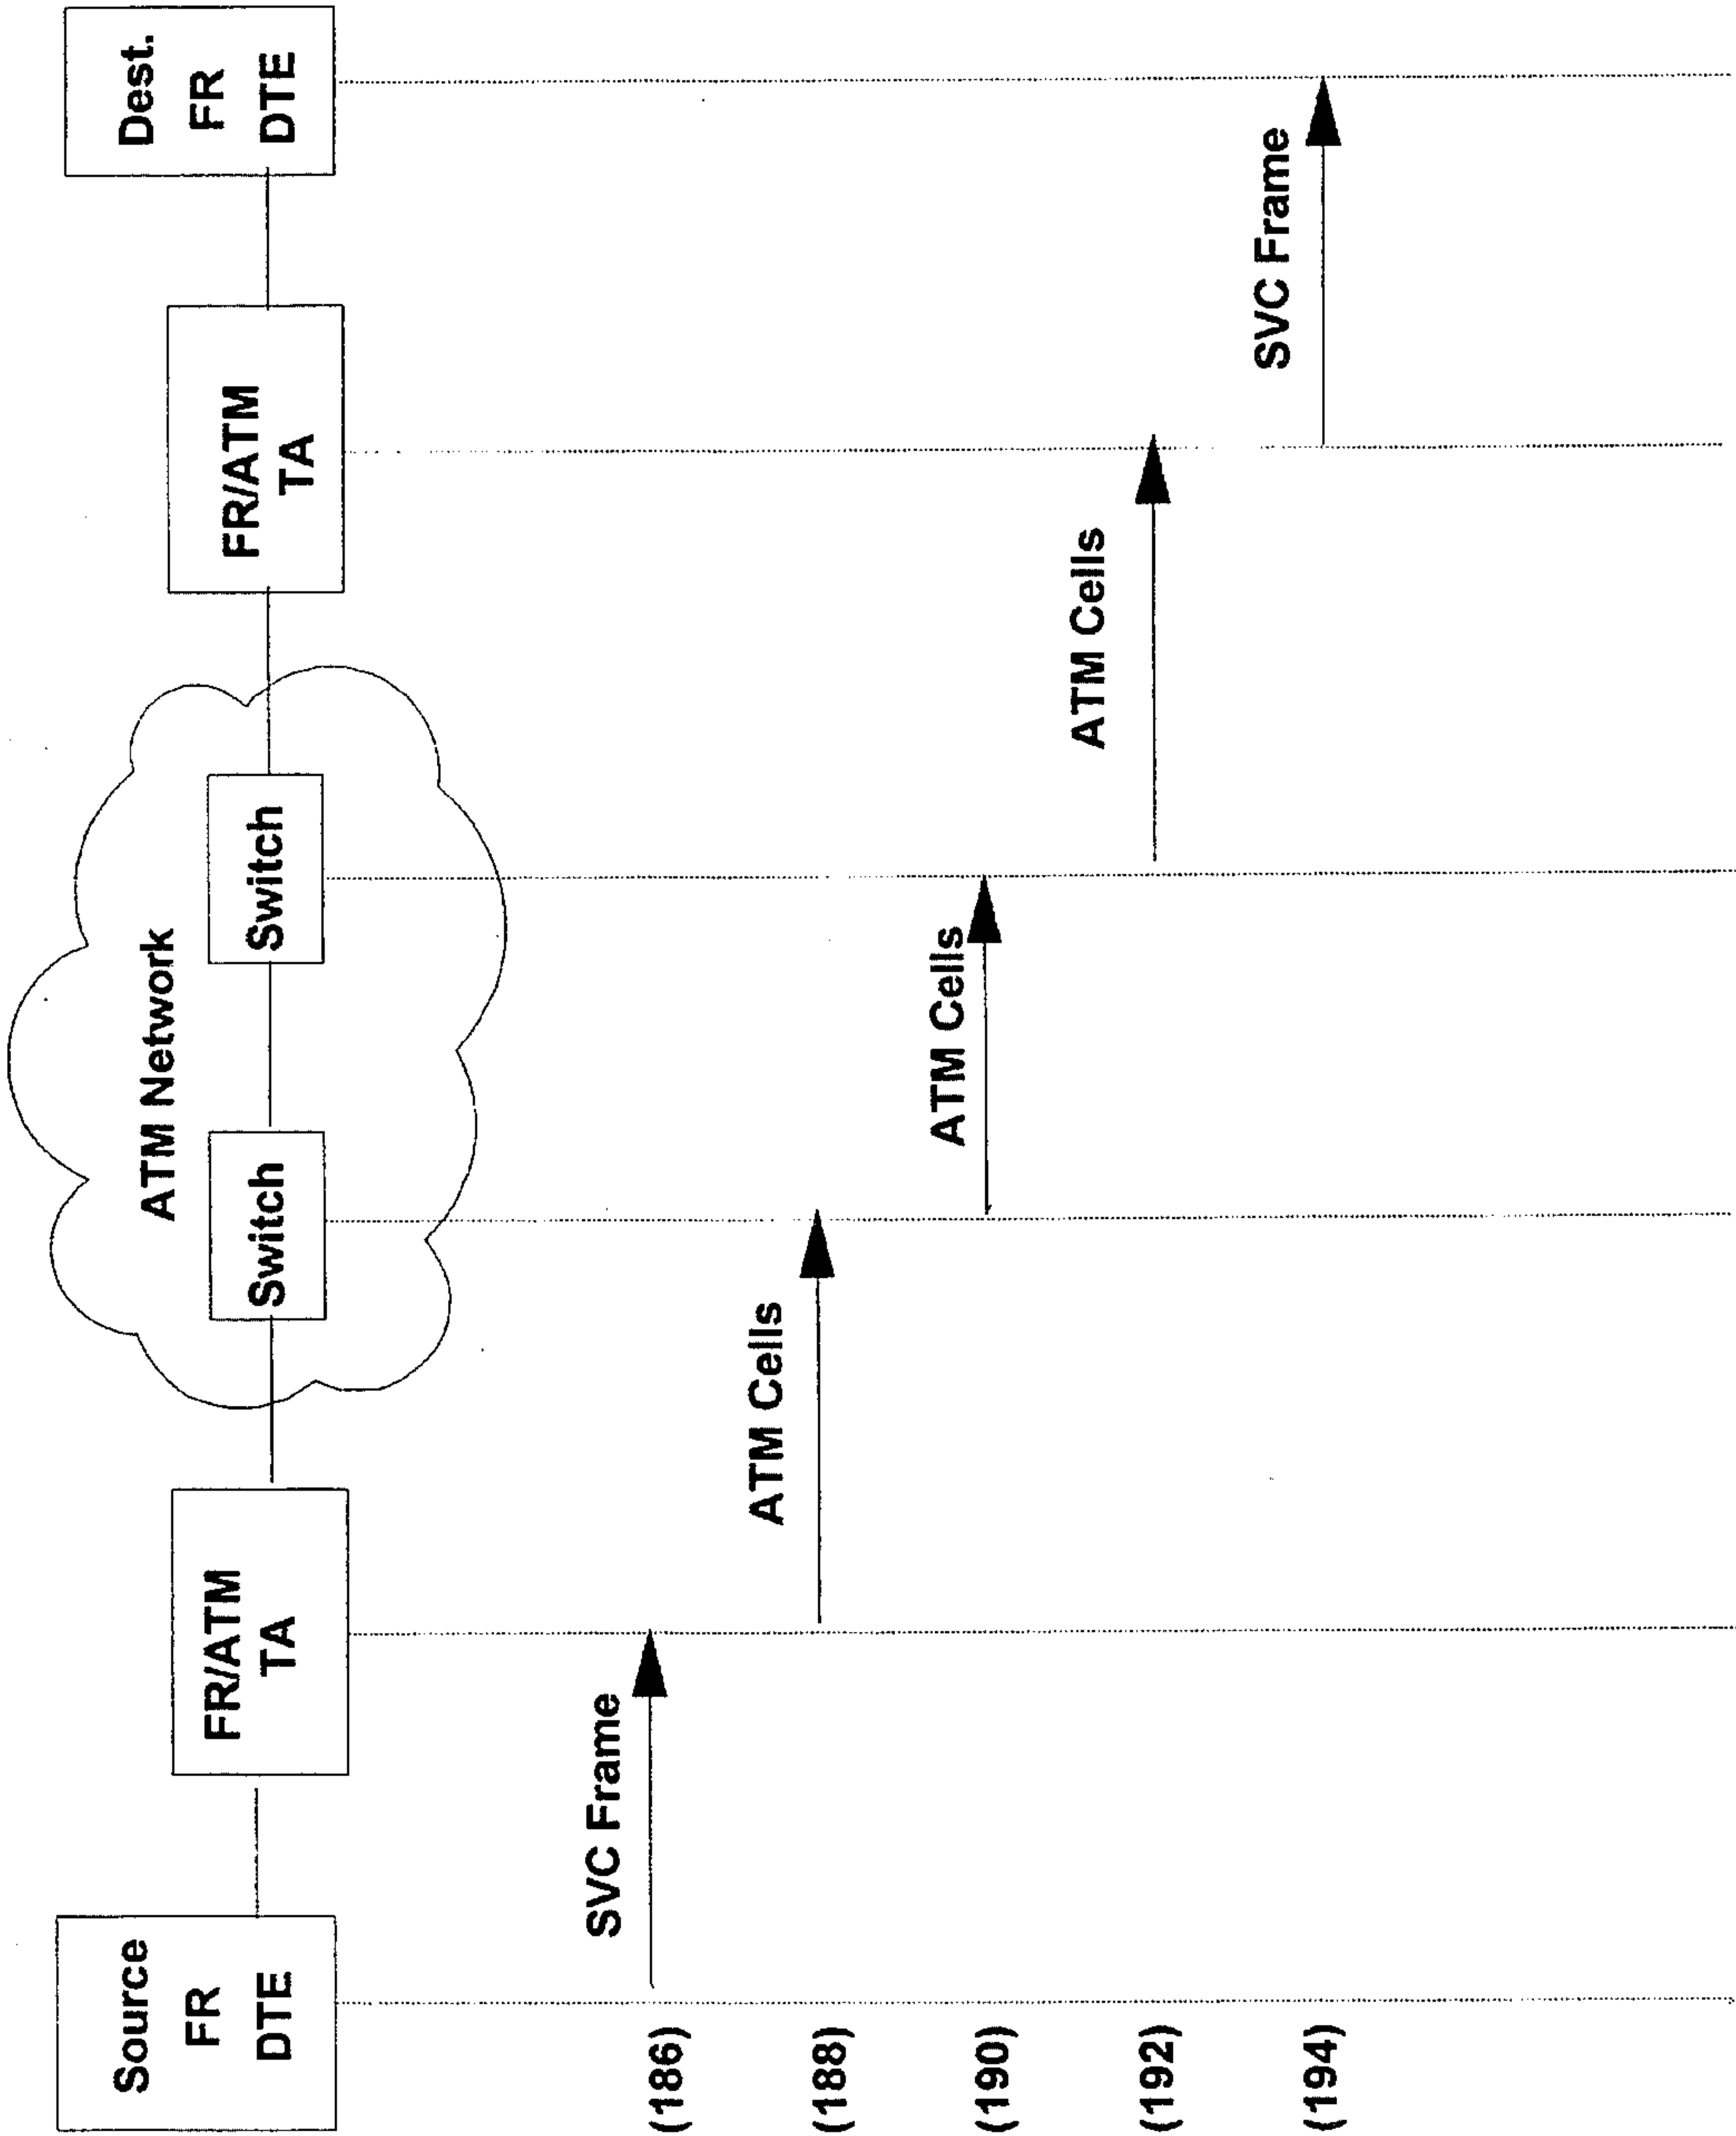 Source
FR
DTE
FR/ATM
TA
ATM Network
Switch
Switch
FR/ATM
TA
Dest.
FR
DTE
(186)
SVC Frame
(188)
ATM Cells
(190)
ATM Cells
(192)
ATM Cells
(194)
SVC Frame